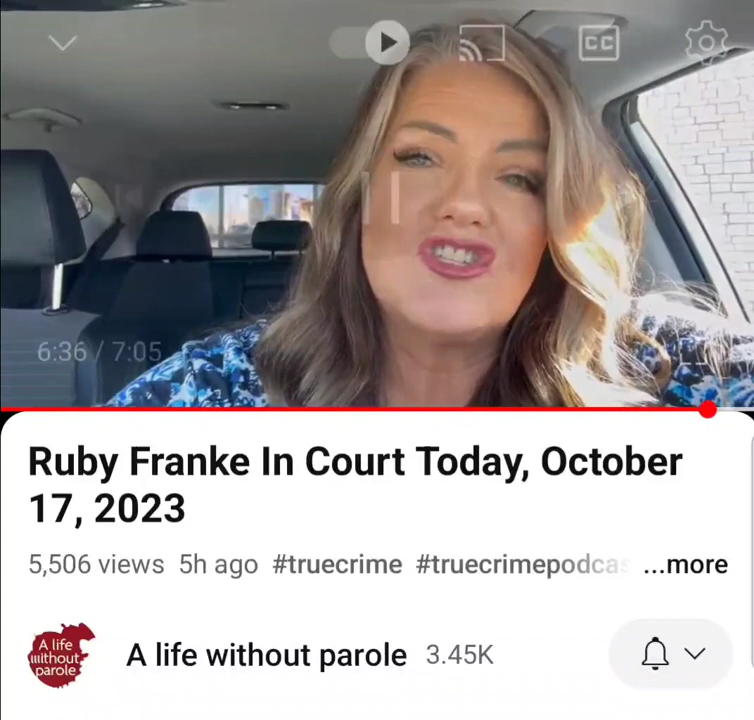 CC
6:36 / 7:05
Ruby Franke In Court Today, October
17, 2023
5,506 views 5h ago #truecrime #truecrimepodcas ...more
A life
without
parole
A life without parole 3.45K